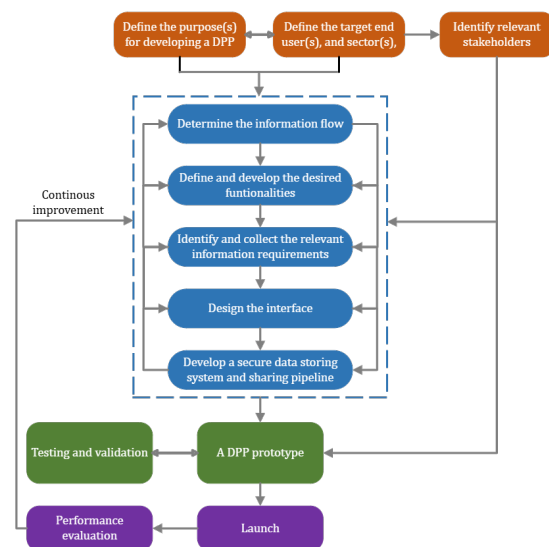 Define the purpose(s)
for developing a DPP
Define the target end
user(s), and sector(s),
Identify relevant
stakeholders
Determine the information flow
Define and develop the desired
funtionalities
Continous
improvement
Identify and collect the relevant
information requirements
Design the interface
Develop a secure data storing
system and sharing pipeline
Testing and validation
A DPP prototype
Performance
evaluation
Launch